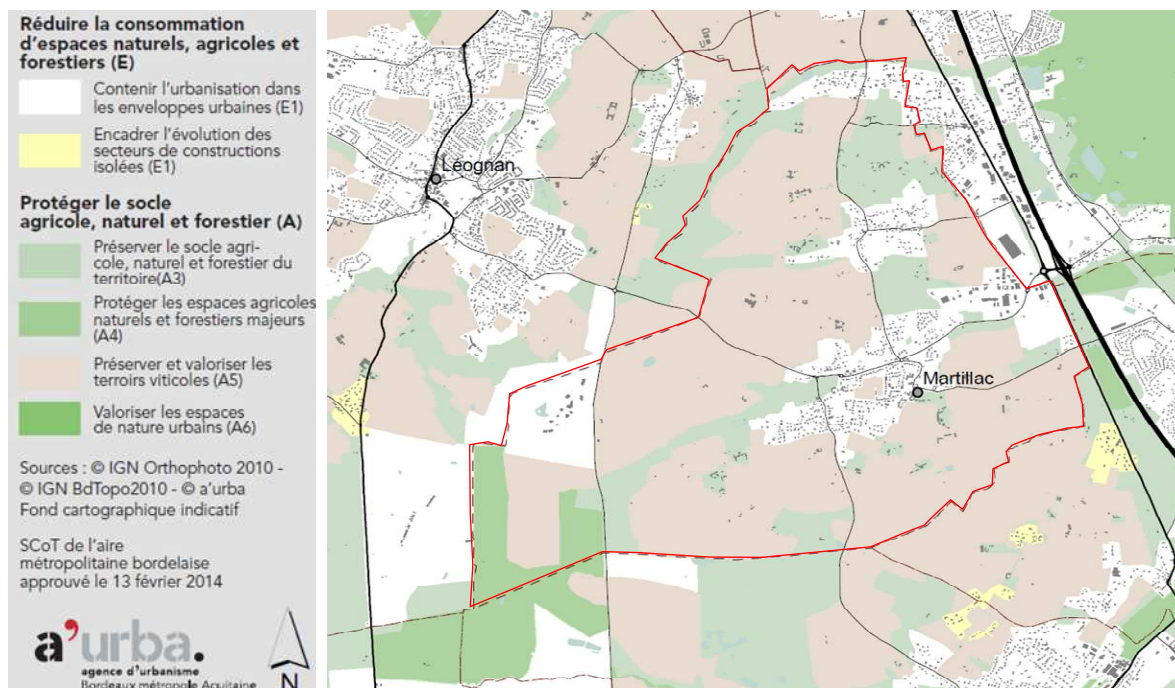 Réduire la consommation
d'espaces naturels, agricoles et
forestiers (E)
Contenir l'urbanisation dans
les enveloppes urbaines (E1)
Encadrer l'évolution des
secteurs de constructions
isolées (E1)
Protéger le socle
agricole, naturel et forestier (A)
Préserver le socle agri-
cole, naturel et forestier du
territoire(A3)
Protéger les espaces agricoles
naturels et forestiers majeurs
(A4)
Préserver et valoriser les
terroirs viticoles (A5)
Valoriser les espaces
de nature urbains (A6)
Sources : © IGN Orthophoto 2010 -
© IGN BdTopo2010 - © a'urba
Fond cartographique indicatif
SCoT de l'aire
métropolitaine bordelaise
approuvé le 13 février 2014
a'urba.
agence d'urbanisme
Bordeaux métropole Aquitaine
N
Léognan
Martillac